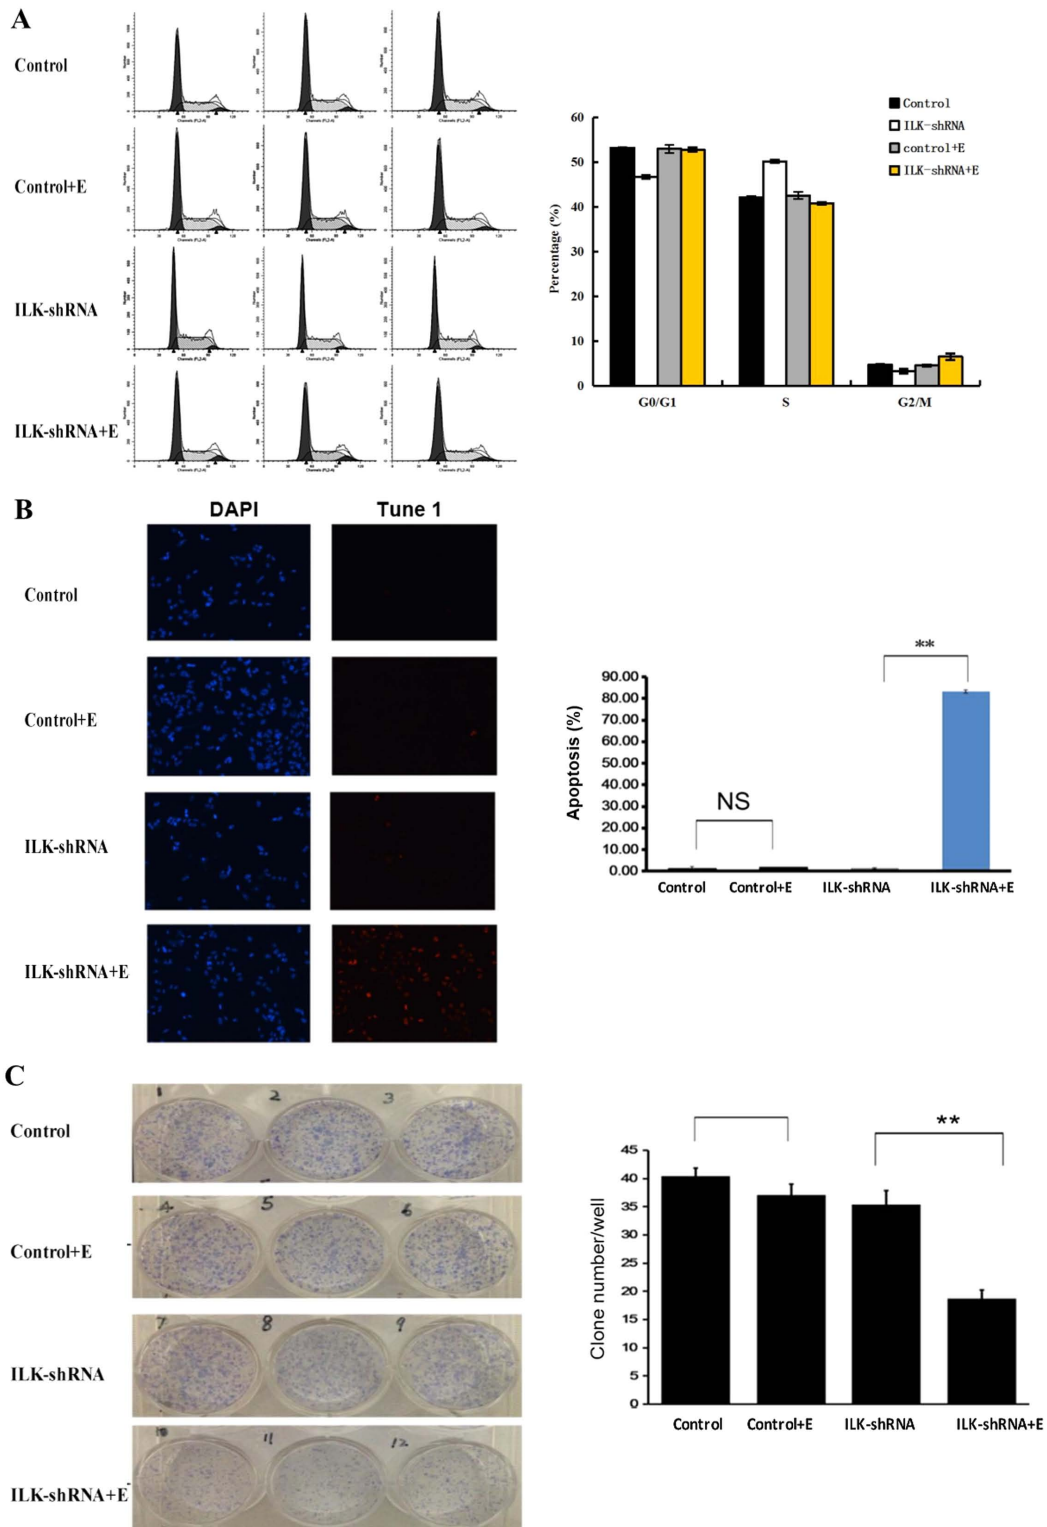 A
Control
Control+E
ILK-shRNA
ILK-shRNA+E
Control
ILK-shRNA
control+E
ILK-shRNA+E
Percentage (%)
60
50
40
30
20
10
0
G0/G1
S
G2/M
B
DAPI
Tune 1
Control
Control+E
ILK-shRNA
ILK-shRNA+E
**
NS
Apoptosis (%)
90.00
80.00
70.00
60.00
50.00
40.00
30.00
20.00
10.00
0.00
Control
Control+E
ILK-shRNA
ILK-shRNA+E
C
Control
Control+E
ILK-shRNA
ILK-shRNA+E
1
2
3
4
5
6
7
8
9
10
11
12
**
Clone number/well
45
40
35
30
25
20
15
10
5
0
Control
Control+E
ILK-shRNA
ILK-shRNA+E